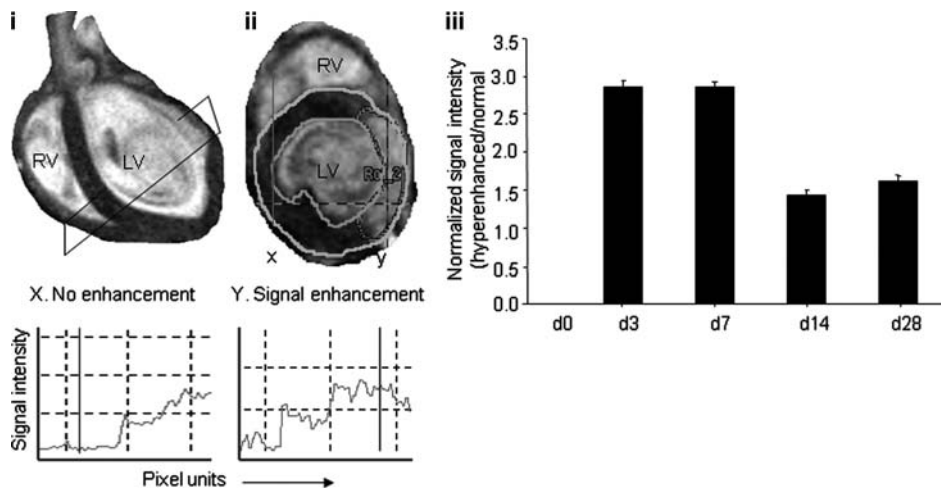 i
RV
LV
ii
RV
LV
x
y
X. No enhancement
Y. Signal enhancement
Signal intensity
Pixel units
iii
Normalized signal intensity
(hyperenhanced/normal)
3.5
3.0
2.5
2.0
1.5
1.0
0.5
0.0
d0
d3
d7
d14
d28